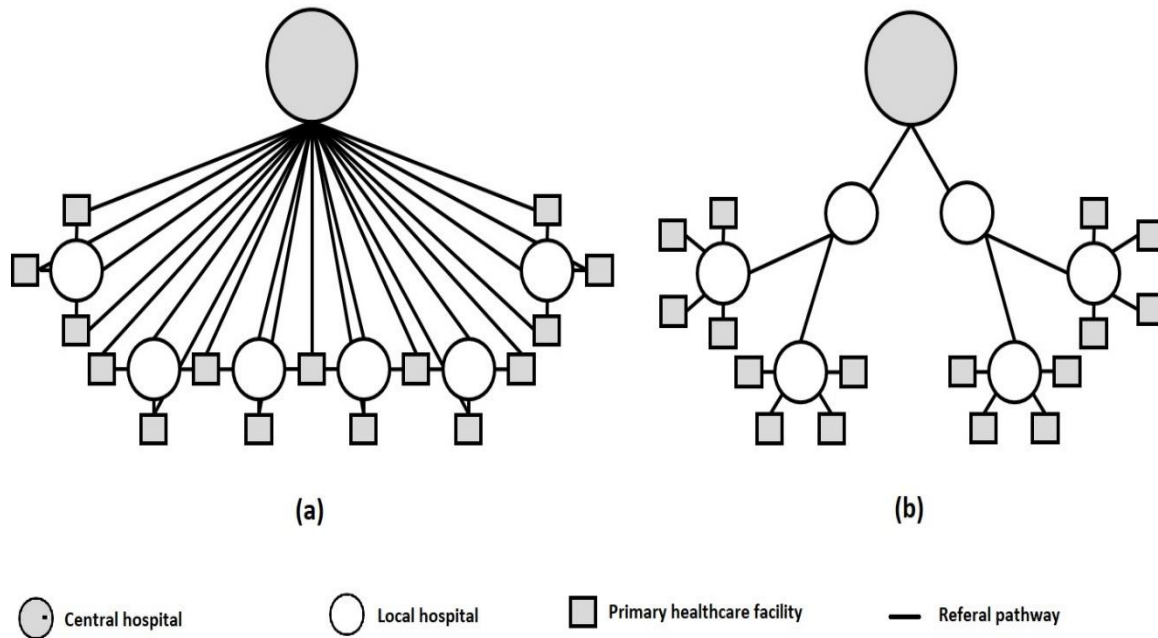 (a)
(b)
Central hospital
Local hospital
Primary healthcare facility
Referal pathway